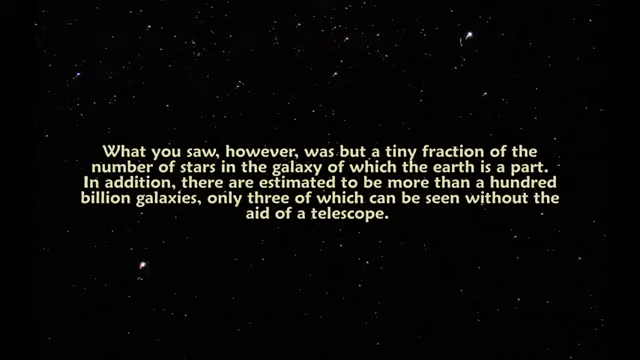 What you saw, however, was but a tiny fraction of the
number of stars in the galaxy of which the earth is a part.
In addition, there are estimated to be more than a hundred
billion galaxies, only three of which can be seen without the
aid of a telescope.